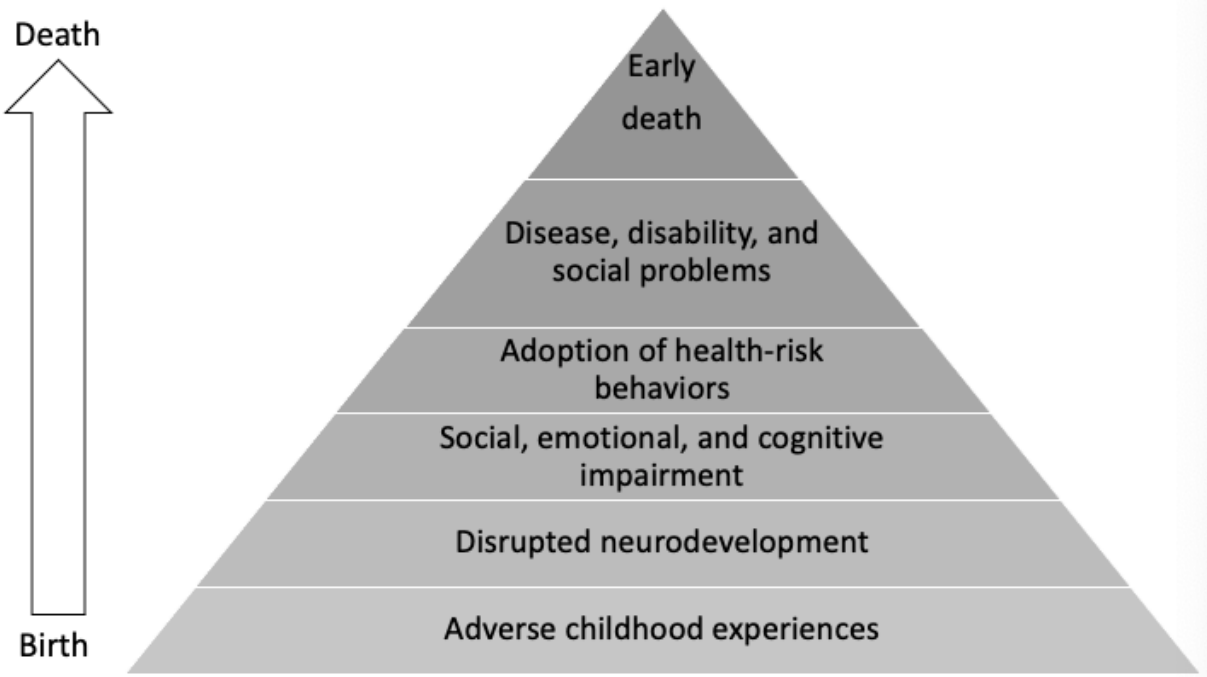 Death
Early
death
Disease, disability, and
social problems
Adoption of health-risk
behaviors
Social, emotional, and cognitive
impairment
Disrupted neurodevelopment
Adverse childhood experiences
Birth